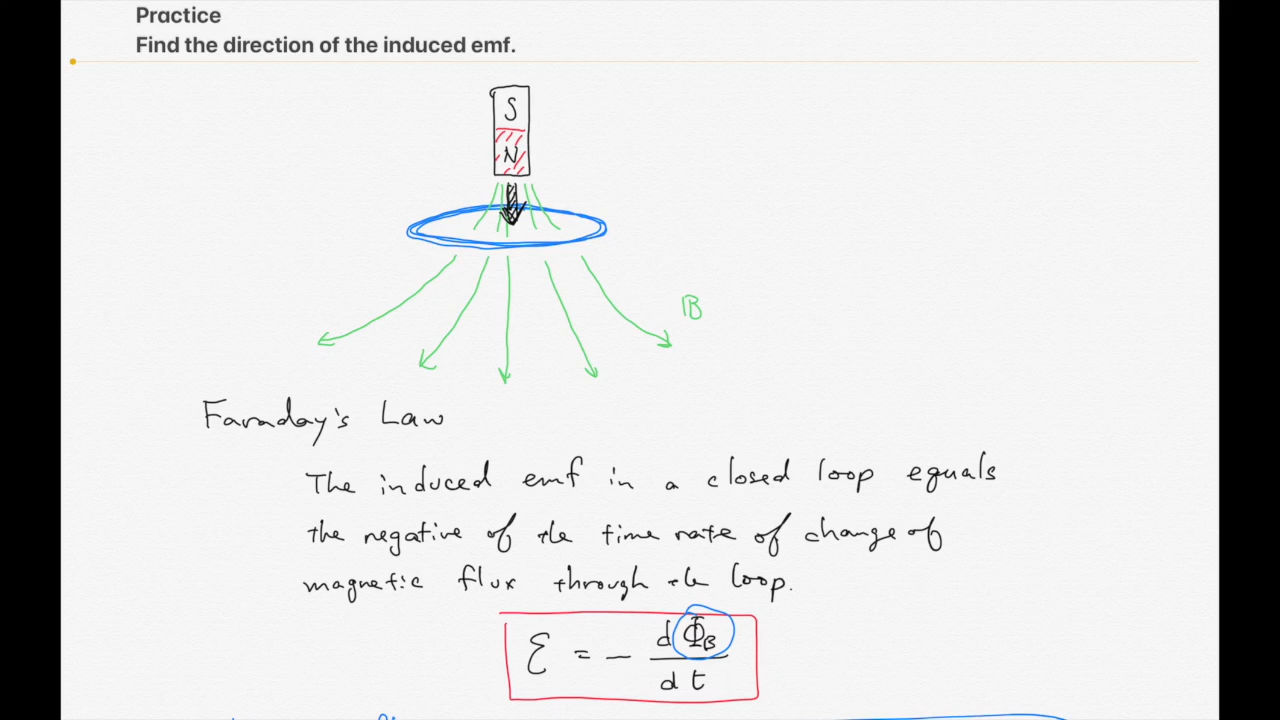 Practice
Find the direction of the induced emf.
S
N
B
Faraday's Law
The induced emf in a closed loop equals
the negative of the time rate of change of
magnetic flux through the loop.
ℰ = − dΦ_B / dt